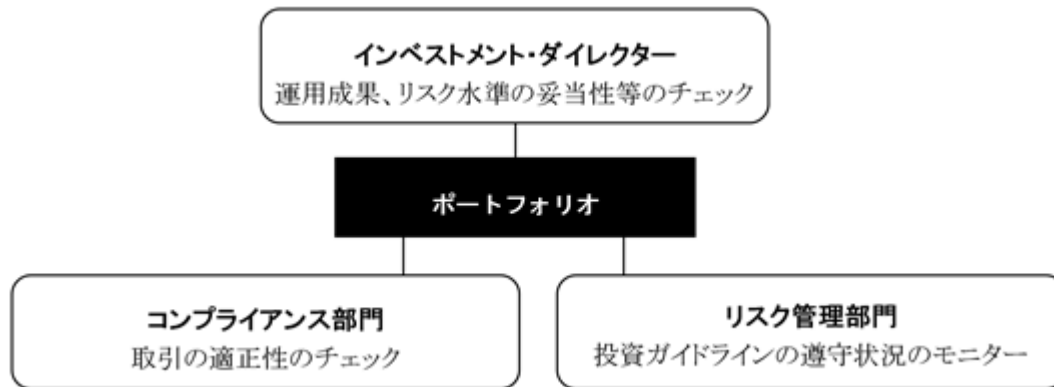 インベストメント・ダイレクター
運用成果、リスク水準の妥当性等のチェック
ポートフォリオ
コンプライアンス部門
取引の適正性のチェック
リスク管理部門
投資ガイドラインの遵守状況のモニター